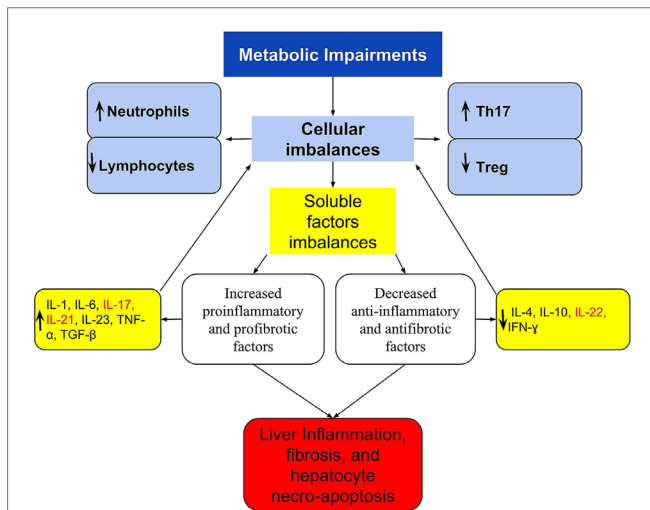 Metabolic Impairments
↑ Neutrophils
↓ Lymphocytes
Cellular
imbalances
↑ Th17
↓ Treg
Soluble
factors
imbalances
IL-1, IL-6, IL-17,
↑ IL-21, IL-23, TNF-
α, TGF-β
Increased
proinflammatory
and profibrotic
factors
Decreased
anti-inflammatory
and antifibrotic
factors
↓ IL-4, IL-10, IL-22,
IFN-ɣ
Liver Inflammation,
fibrosis, and
hepatocyte
necro-apoptosis